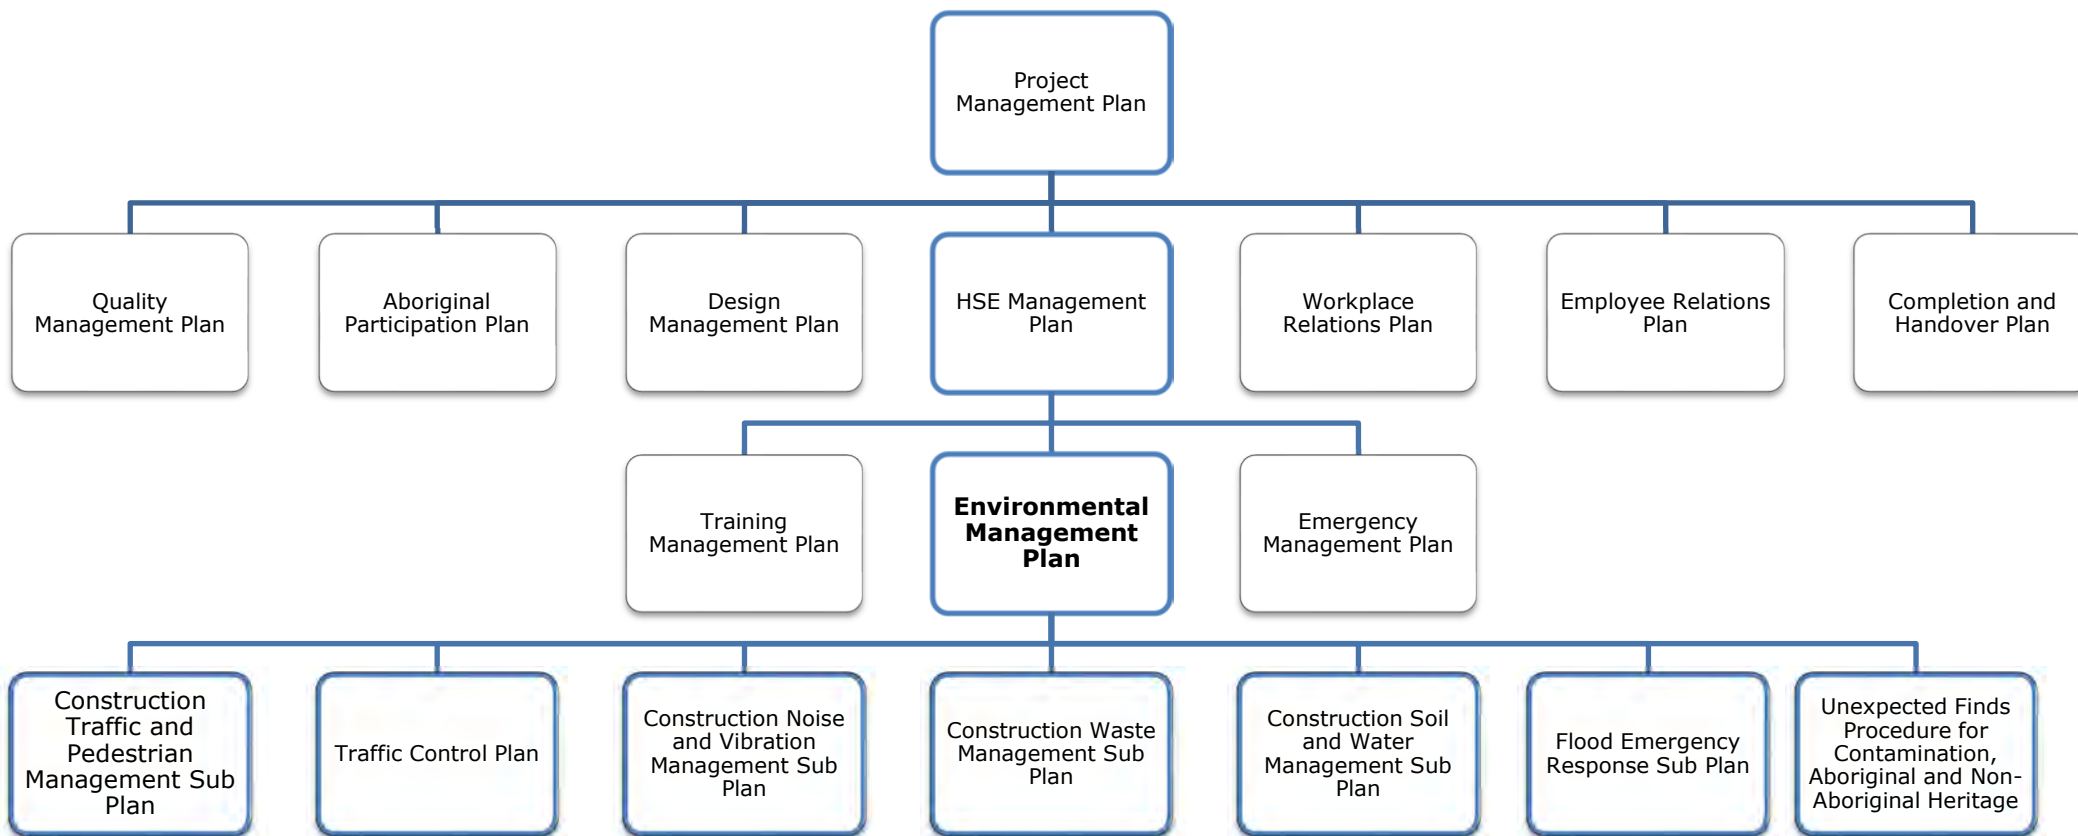 Project
Management Plan
Quality
Management Plan
Aboriginal
Participation Plan
Design
Management Plan
HSE Management
Plan
Workplace
Relations Plan
Employee Relations
Plan
Completion and
Handover Plan
Training
Management Plan
Environmental
Management
Plan
Emergency
Management Plan
Construction
Traffic and
Pedestrian
Management Sub
Plan
Traffic Control Plan
Construction Noise
and Vibration
Management Sub
Plan
Construction Waste
Management Sub
Plan
Construction Soil
and Water
Management Sub
Plan
Flood Emergency
Response Sub Plan
Unexpected Finds
Procedure for
Contamination,
Aboriginal and Non-
Aboriginal Heritage